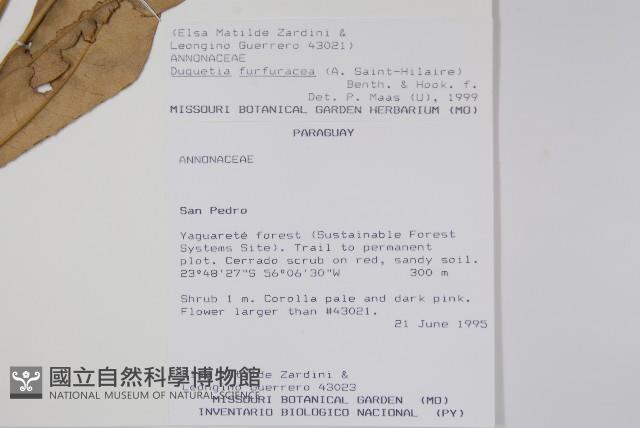 (Elsa Matilde Zardini &
Leongino Guerrero 43021)
ANNONACEAE
Duguetia furfuracea (A. Saint-Hilaire)
Benth. & Hook. f.
Det. P. Maas (U), 1999
MISSOURI BOTANICAL GARDEN HERBARIUM (MO)
PARAGUAY
ANNONACEAE
San Pedro
Yaguareté forest (Sustainable Forest
Systems Site). Trail to permanent
plot. Cerrado scrub on red, sandy soil.
23°48'27"S 56°06'30"W 300 m
Shrub 1 m. Corolla pale and dark pink.
Flower larger than #43021.
21 June 1995
Matilde Zardini &
Leongino Guerrero 43023
MISSOURI BOTANICAL GARDEN (MO)
INVENTARIO BIOLOGICO NACIONAL (PY)
國立自然科學博物館
NATIONAL MUSEUM OF NATURAL SCIENCE